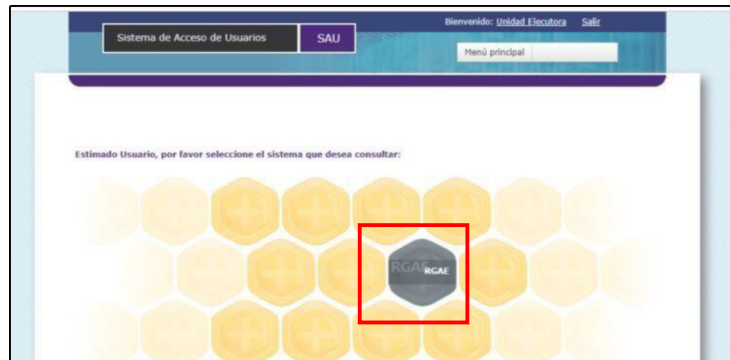 Bienvenido: Unidad Ejecutora Salir
Sistema de Acceso de Usuarios SAU
Menú principal
Estimado Usuario, por favor seleccione el sistema que desea consultar:
RGAE RGAE